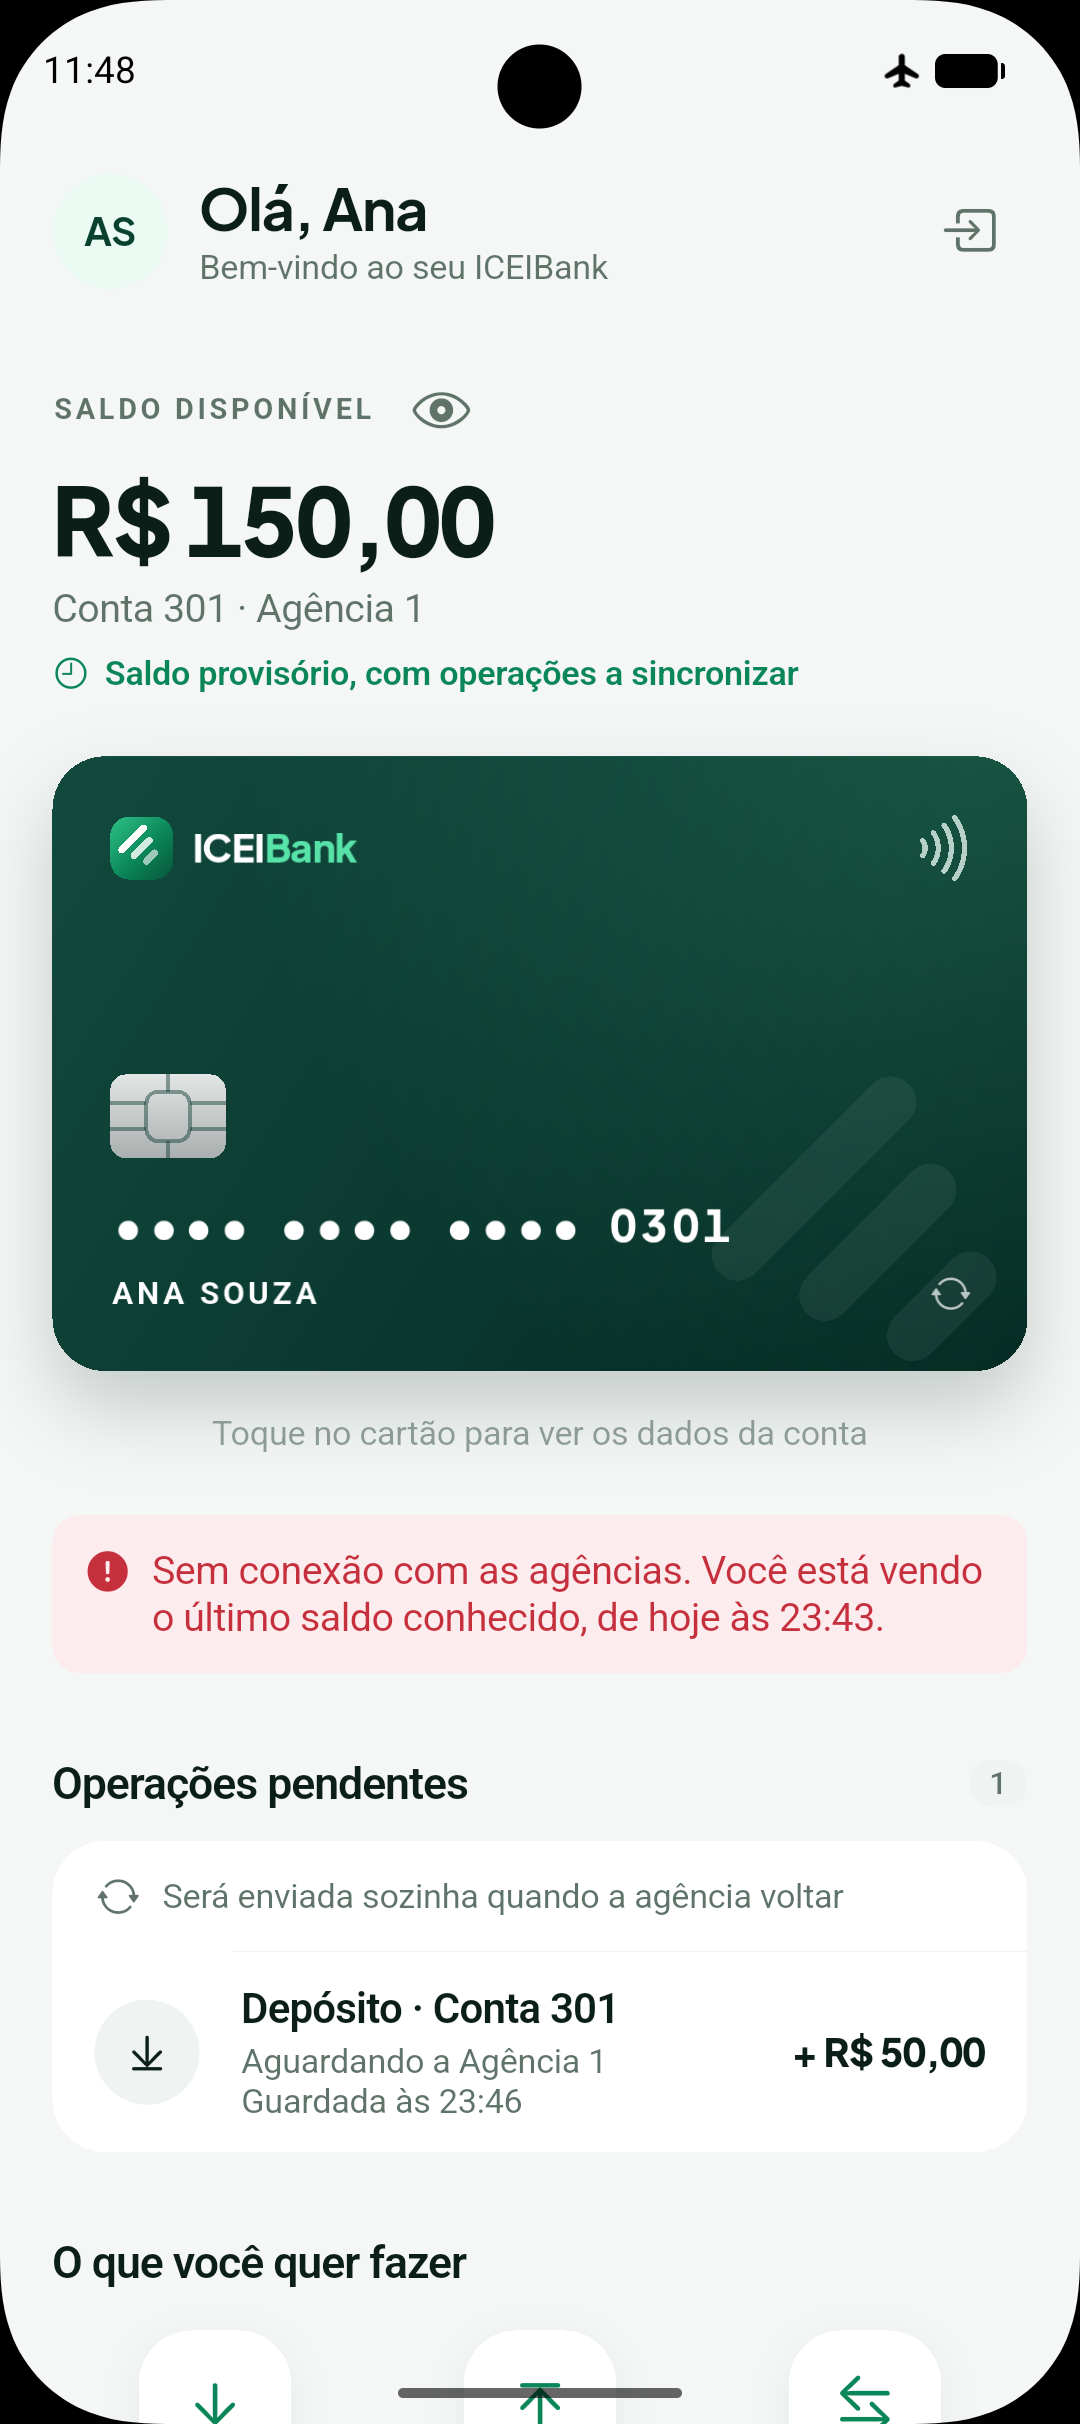 11:48
AS
Olá, Ana
Bem-vindo ao seu ICEIBank
SALDO DISPONÍVEL
R$ 150,00
Conta 301 · Agência 1
Saldo provisório, com operações a sincronizar
ICEIBank
●●●● ●●●● ●●●● 0301
ANA SOUZA
Toque no cartão para ver os dados da conta
Sem conexão com as agências. Você está vendo
o último saldo conhecido, de hoje às 23:43.
Operações pendentes
1
Será enviada sozinha quando a agência voltar
Depósito · Conta 301
Aguardando a Agência 1
Guardada às 23:46
+ R$ 50,00
O que você quer fazer